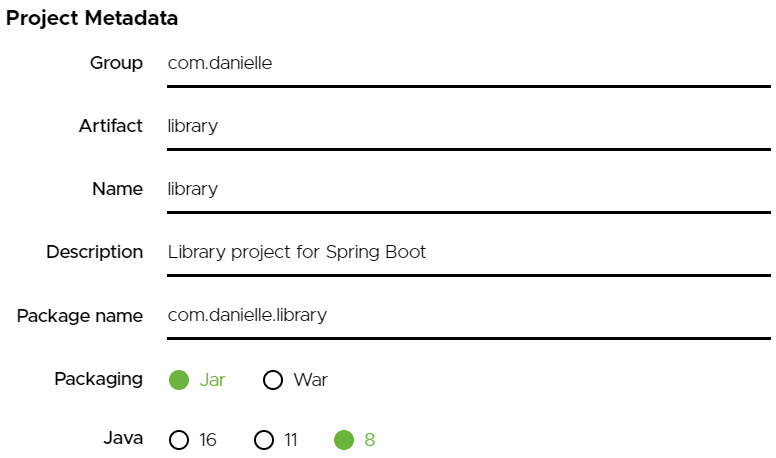 Project Metadata
Group com.danielle
Artifact library
Name library
Description Library project for Spring Boot
Package name com.danielle.library
Packaging Jar War
Java 16 11 8